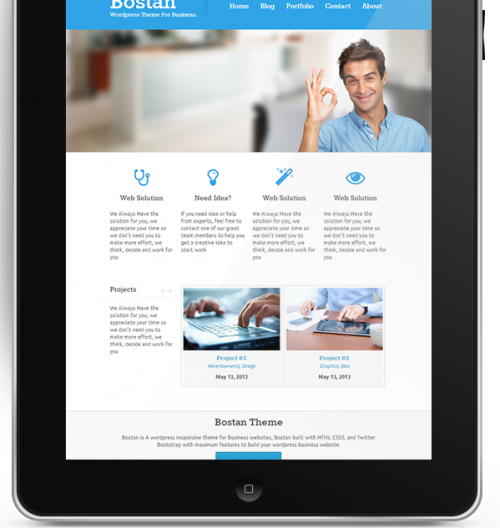 Bostan
Wordpress Theme For Business.
Home Blog Portfolio Contact About
Web Solution
We Always Have the
solution for you, we
appreciate your time so
we don't need you to
make more effort, we
think, decide and work for
you
Need Idea?
If you need idea or help
from experts, feel free to
contact one of our great
team members to help you
get a creative idea to
start work
Web Solution
We Always Have the
solution for you, we
appreciate your time so
we don't need you to
make more effort, we
think, decide and work for
you
Web Solution
We Always Have the
solution for you, we
appreciate your time so
we don't need you to
make more effort, we
think, decide and work for
you
Projects
We Always Have the
solution for you, we
appreciate your time so
we don't need you to
make more effort, we
think, decide and work for
you
Project #3
Advertisements, Design
May 13, 2013
Project #2
Graphics, Idea
May 13, 2013
Bostan Theme
Bostan is A wordpress responsive theme for Business websites, Bostan built with HTML CSS3, and Twitter
Bootstrap with maximum features to build your wordpress business website.